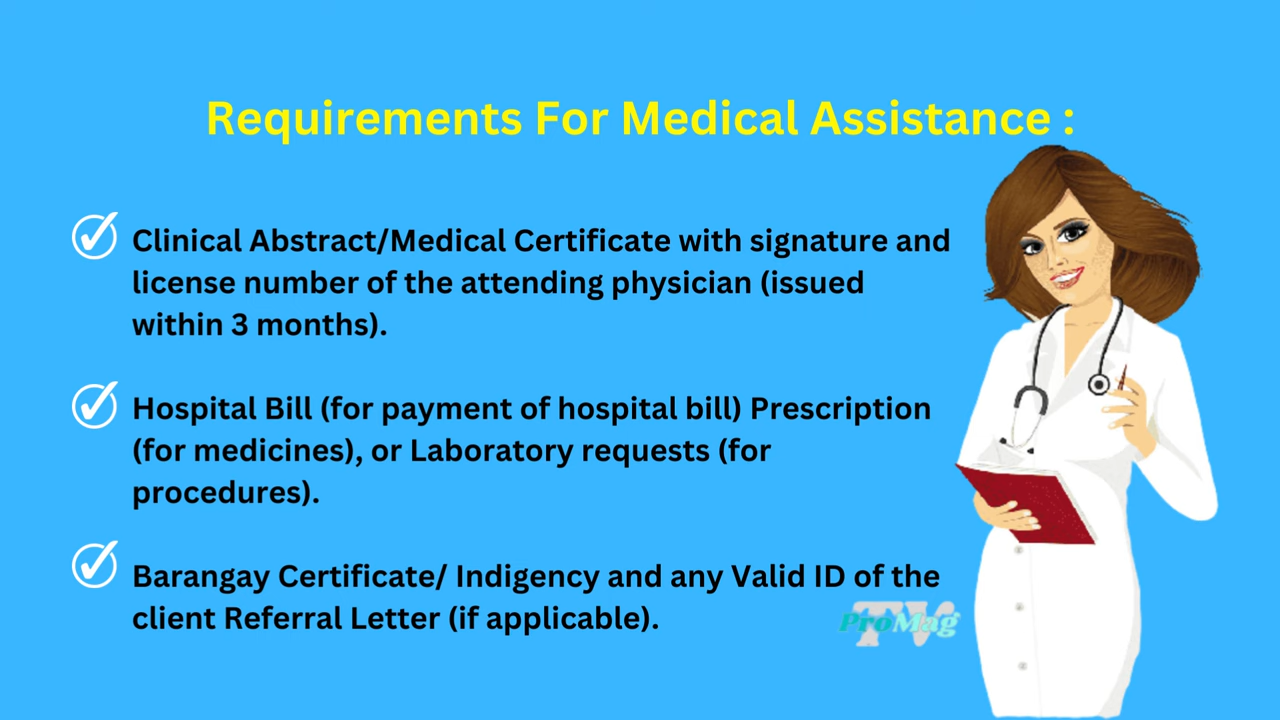 Requirements For Medical Assistance :
Clinical Abstract/Medical Certificate with signature and
license number of the attending physician (issued
within 3 months).
Hospital Bill (for payment of hospital bill) Prescription
(for medicines), or Laboratory requests (for
procedures).
Barangay Certificate/ Indigency and any Valid ID of the
client Referral Letter (if applicable).
TV
ProMag